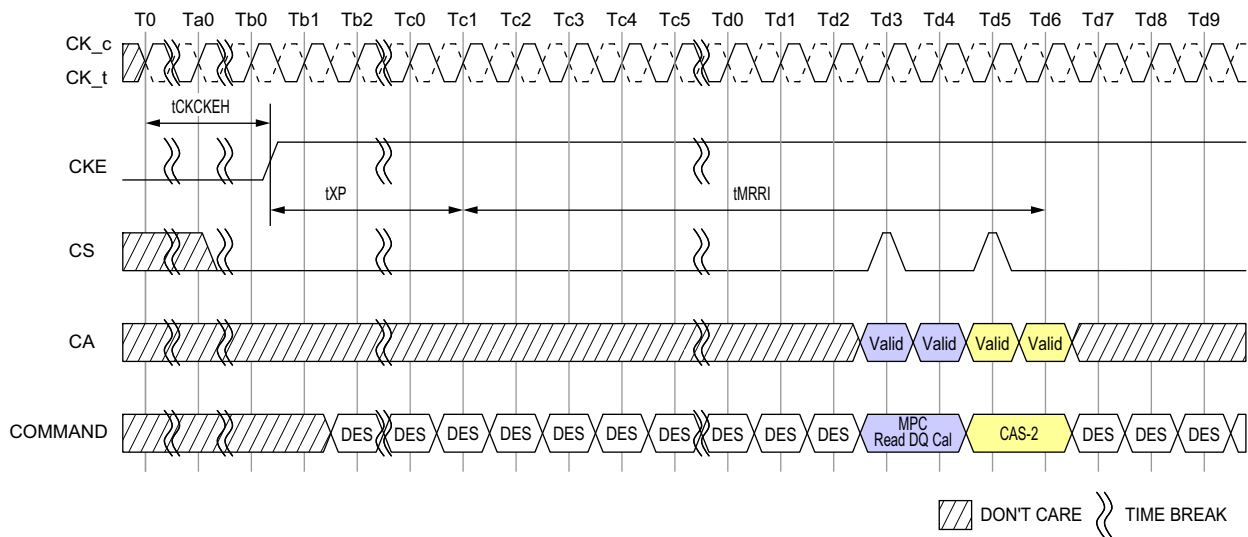 T0 Ta0 Tb0 Tb1 Tb2 Tc0 Tc1 Tc2 Tc3 Tc4 Tc5 Td0 Td1 Td2 Td3 Td4 Td5 Td6 Td7 Td8 Td9
CK_c
CK_t
tCKCKEH
CKE
tXP tMRRI
CS
CA Valid Valid Valid Valid
COMMAND DES DES DES DES DES DES DES DES DES DES MPC Read DQ Cal CAS-2 DES DES DES
DON'T CARE TIME BREAK